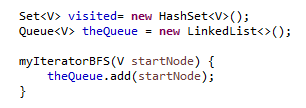 Set<V> visited= new HashSet<V>();
Queue<V> theQueue = new LinkedList<>();
myIteratorBFS(V startNode) {
theQueue.add(startNode);
}